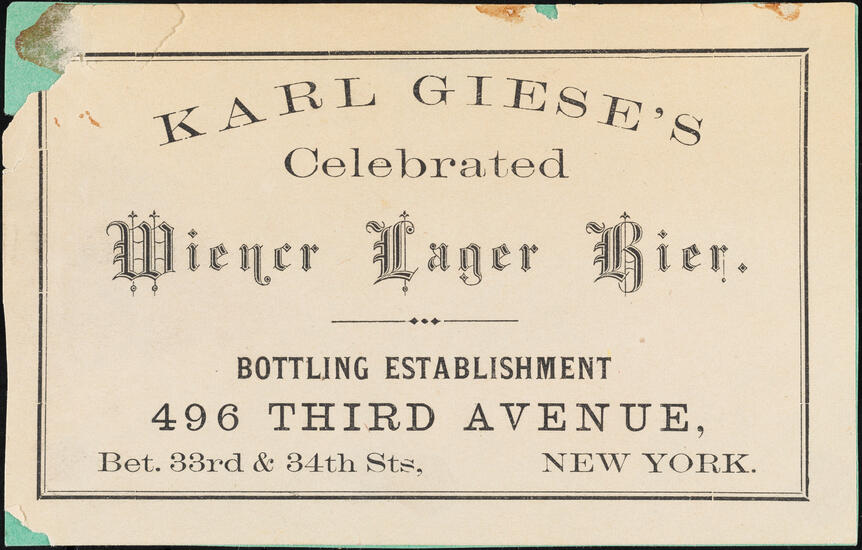 KARL GIESE'S
Celebrated
Wiener Lager Bier.
BOTTLING ESTABLISHMENT
496 THIRD AVENUE,
Bet. 33rd & 34th Sts, NEW YORK.